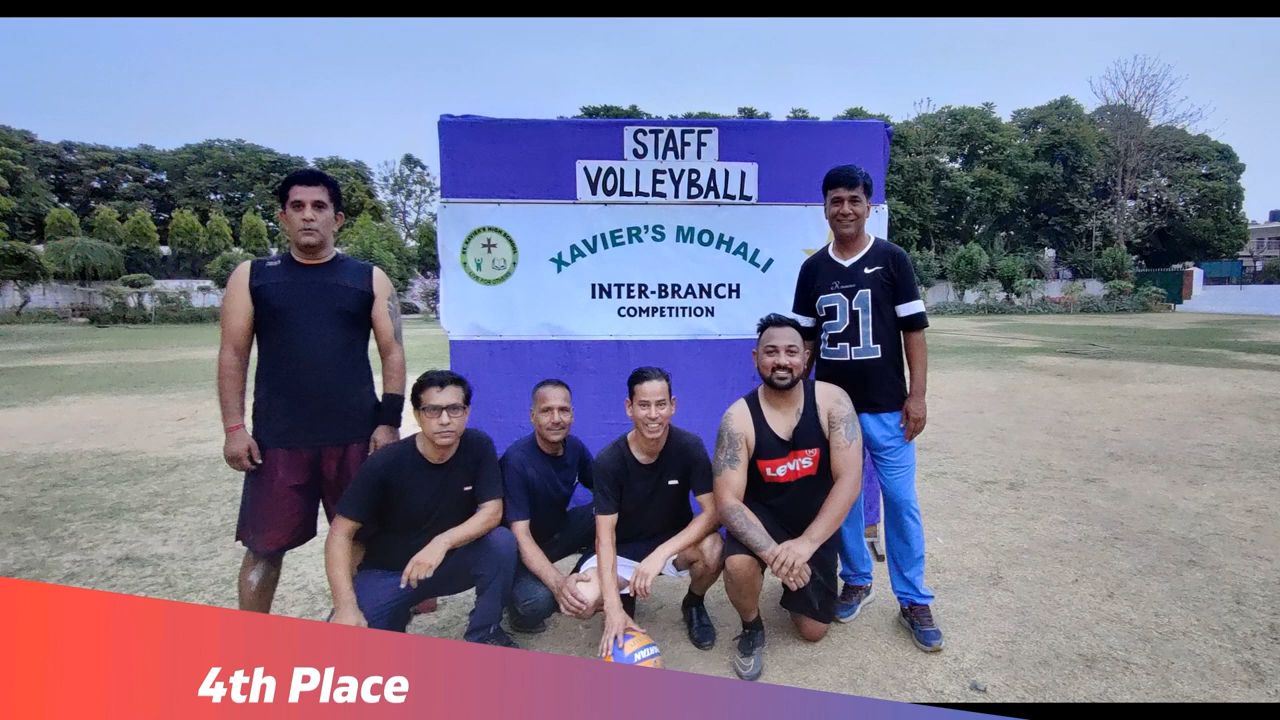 STAFF
VOLLEYBALL
XAVIER'S MOHALI
INTER-BRANCH
COMPETITION
21
LEVI'S
4th Place